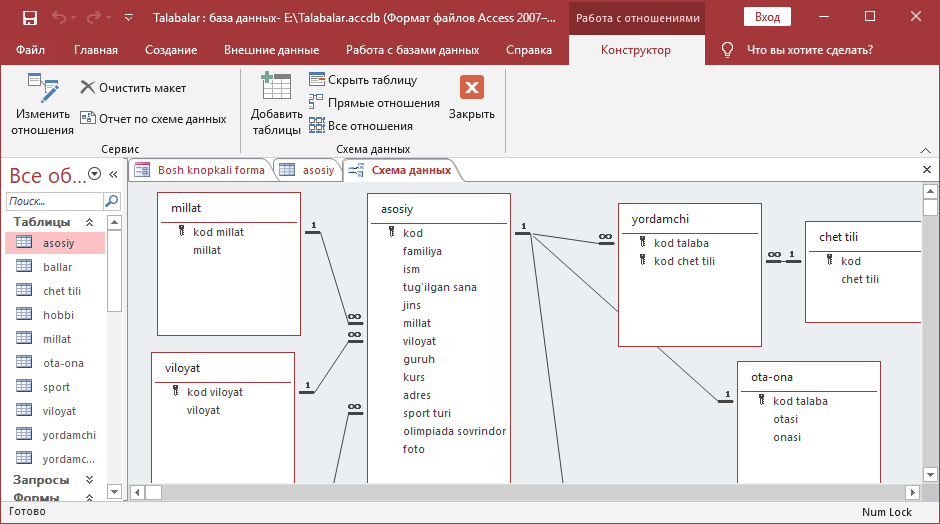 Talabalar : база данных- E:\Talabalar.accdb (Формат файлов Access 2007–...
Работа с отношениями
Вход
Файл Главная Создание Внешние данные Работа с базами данных Справка Конструктор Что вы хотите сделать?
Изменить отношения
Очистить макет
Отчет по схеме данных
Сервис
Добавить таблицы
Скрыть таблицу
Прямые отношения
Все отношения
Схема данных
Закрыть
Все об...
Поиск...
Таблицы
asosiy
ballar
chet tili
hobbi
millat
ota-ona
sport
viloyat
yordamchi
yordamc...
Запросы
Формы
Bosh knopkali forma asosiy Схема данных
millat
kod millat
millat
1
∞
viloyat
kod viloyat
viloyat
1
∞
∞
asosiy
kod
familiya
ism
tug'ilgan sana
jins
millat
viloyat
guruh
kurs
adres
sport turi
olimpiada sovrindor
foto
1
∞
yordamchi
kod talaba
kod chet tili
∞ 1
chet tili
kod
chet tili
1
ota-ona
kod talaba
otasi
onasi
Готово
Num Lock